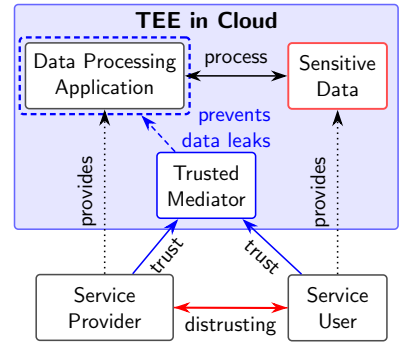 TEE in Cloud
Data Processing
Application
process
Sensitive
Data
prevents
data leaks
provides
Trusted
Mediator
provides
trust
trust
Service
Provider
distrusting
Service
User